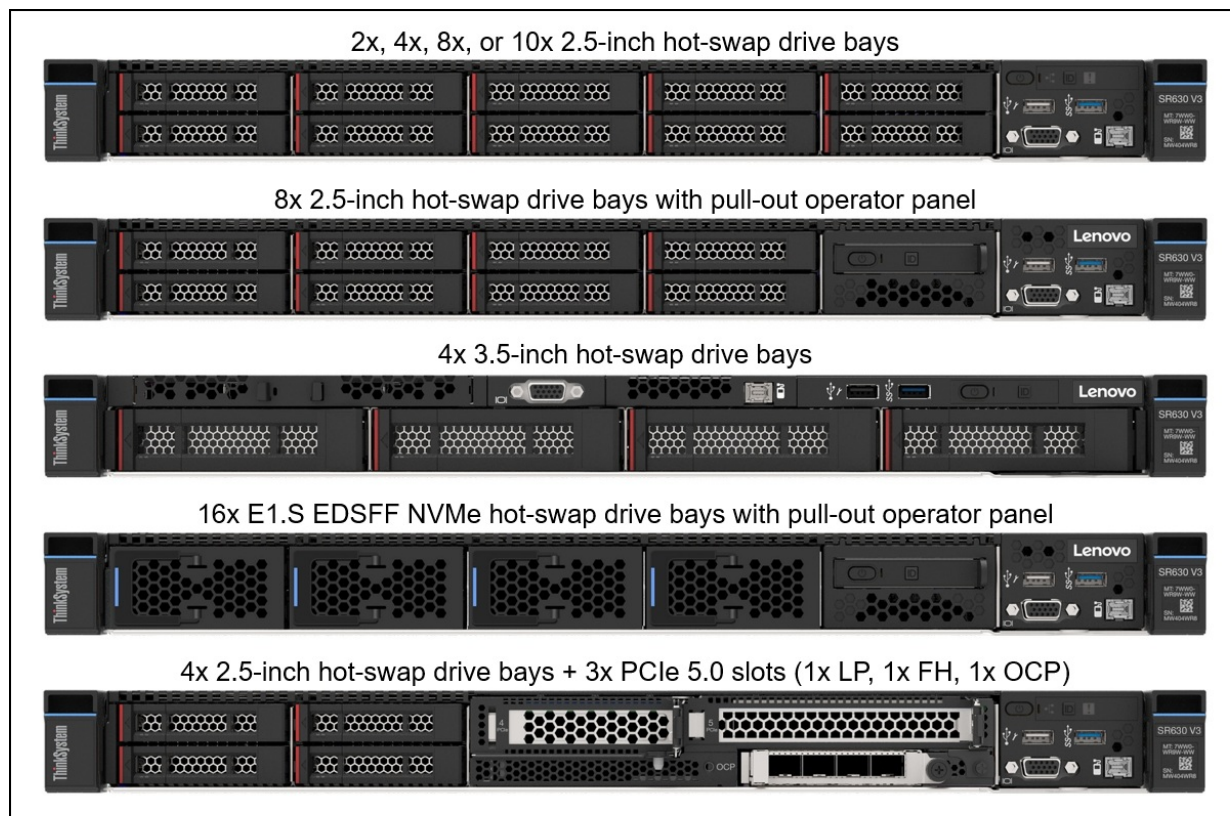 2x, 4x, 8x, or 10x 2.5-inch hot-swap drive bays
ThinkSystem
SR630 V3
8x 2.5-inch hot-swap drive bays with pull-out operator panel
ThinkSystem
Lenovo
SR630 V3
4x 3.5-inch hot-swap drive bays
ThinkSystem
Lenovo
SR630 V3
16x E1.S EDSFF NVMe hot-swap drive bays with pull-out operator panel
ThinkSystem
Lenovo
SR630 V3
4x 2.5-inch hot-swap drive bays + 3x PCIe 5.0 slots (1x LP, 1x FH, 1x OCP)
ThinkSystem
4
5
OCP
SR630 V3